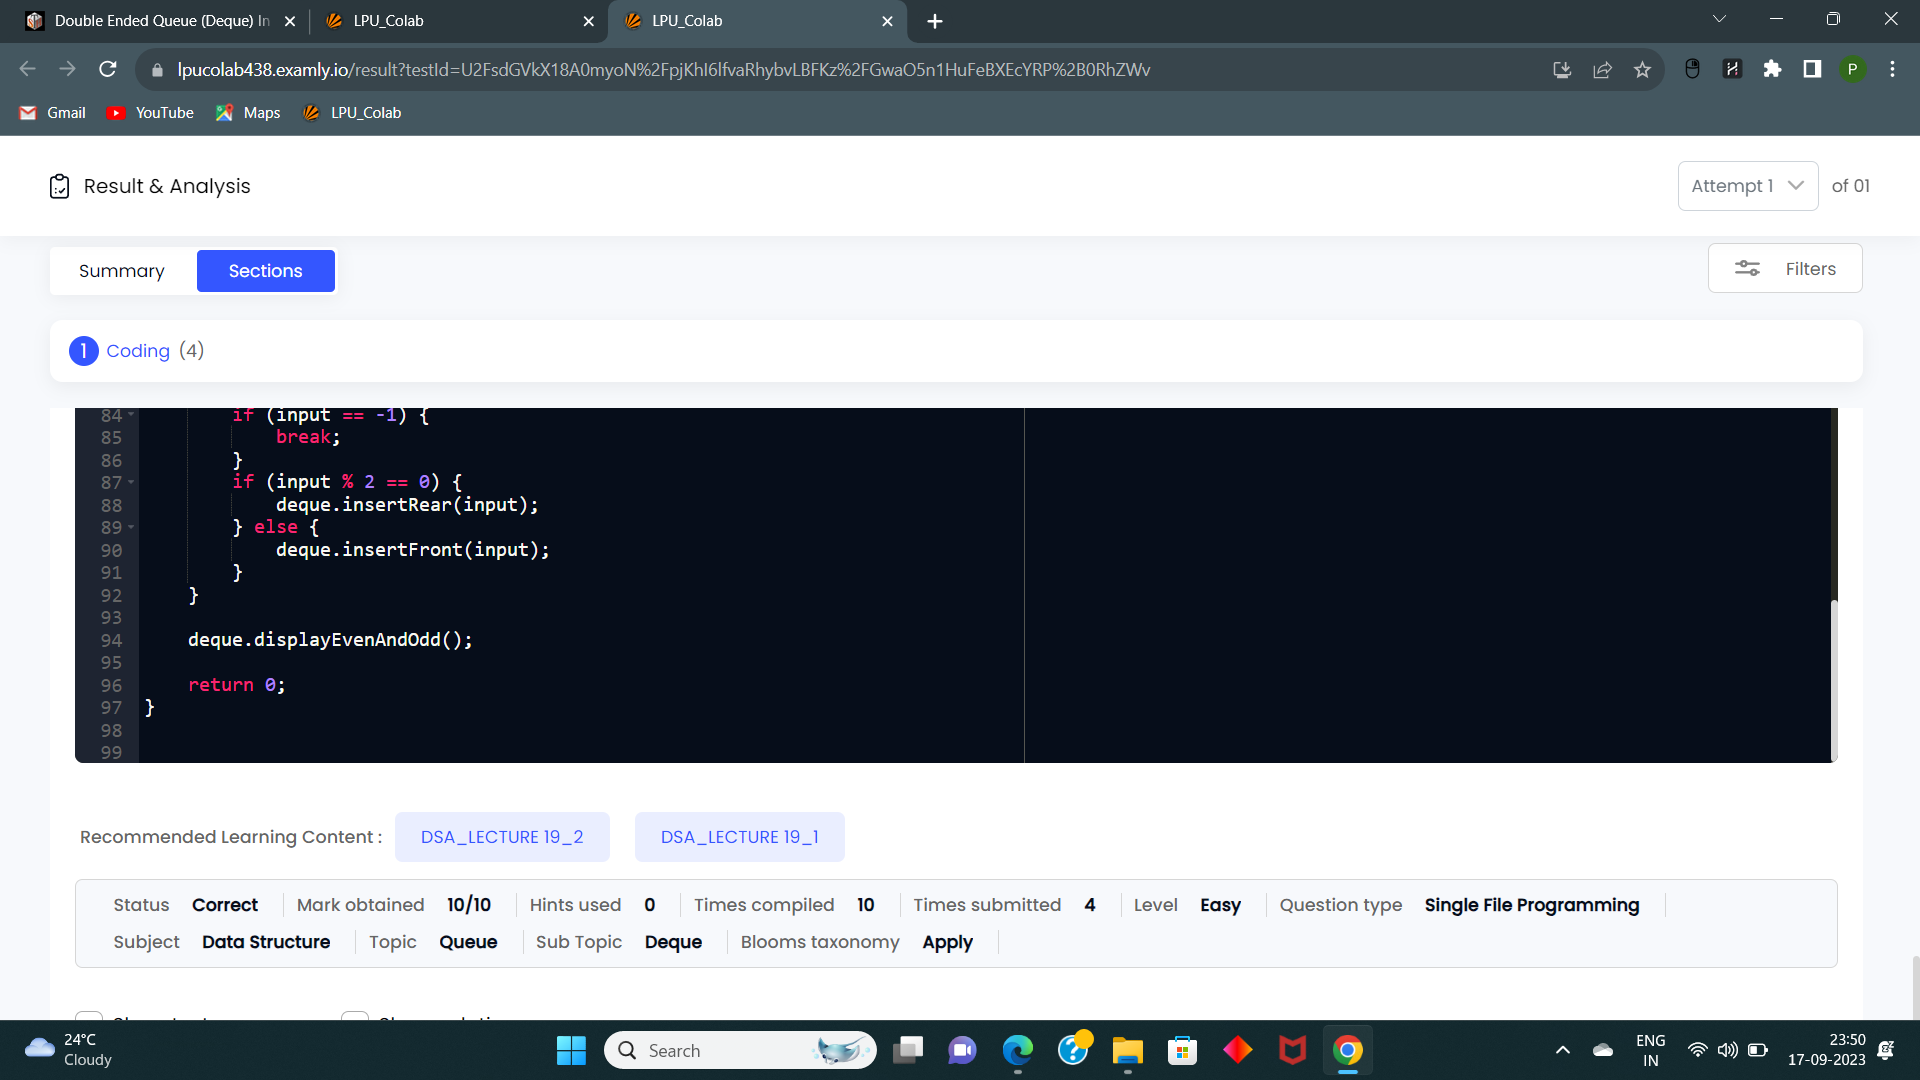 Double Ended Queue (Deque) In
LPU_Colab
LPU_Colab
lpucolab438.examly.io/result?testId=U2FsdGVkX18A0myoN%2FpjKhI6lfvaRhybvLBFKz%2FGwaO5n1HuFeBXEcYRP%2B0RhZWv
P
Gmail
YouTube
Maps
LPU_Colab
Result & Analysis
Attempt 1
of 01
Summary
Sections
Filters
1 Coding (4)
84 if (input == -1) {
85 break;
86 }
87 if (input % 2 == 0) {
88 deque.insertRear(input);
89 } else {
90 deque.insertFront(input);
91 }
92 }
93
94 deque.displayEvenAndOdd();
95
96 return 0;
97 }
98
99
Recommended Learning Content :
DSA_LECTURE 19_2
DSA_LECTURE 19_1
Status Correct Mark obtained 10/10 Hints used 0 Times compiled 10 Times submitted 4 Level Easy Question type Single File Programming
Subject Data Structure Topic Queue Sub Topic Deque Blooms taxonomy Apply
24°C
Cloudy
Search
ENG
IN
23:50
17-09-2023